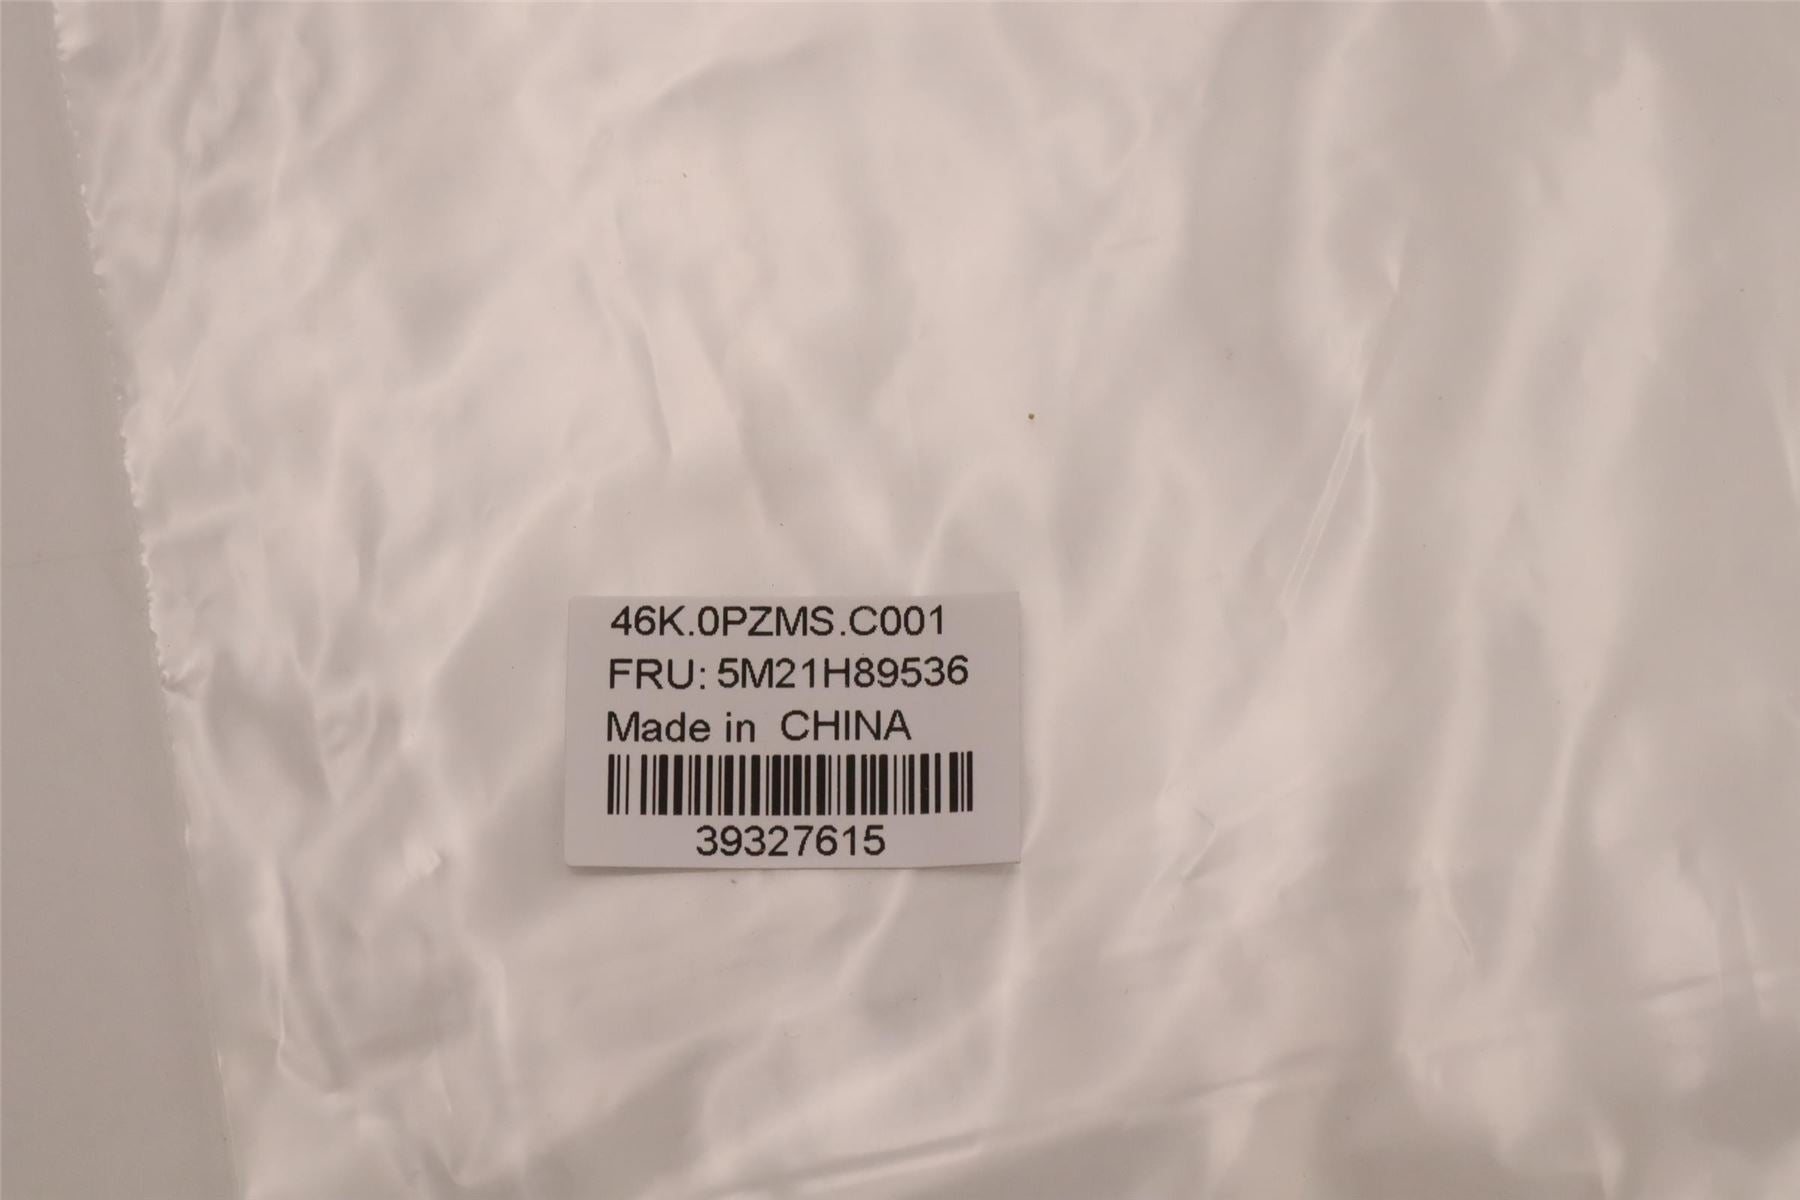 46K.0PZMS.C001
FRU: 5M21H89536
Made in CHINA
39327615